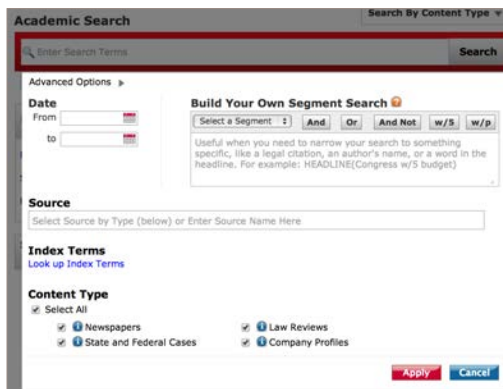 Academic Search
Search By Content Type
Enter Search Terms
Search
Advanced Options
Date
From
to
Build Your Own Segment Search
Select a Segment
And
Or
And Not
w/5
w/p
Useful when you need to narrow your search to something
specific, like a legal citation, an author's name, or a word in the
headline. For example: HEADLINE(Congress w/5 budget)
Source
Select Source by Type (below) or Enter Source Name Here
Index Terms
Look up Index Terms
Content Type
Select All
Newspapers
Law Reviews
State and Federal Cases
Company Profiles
Apply
Cancel